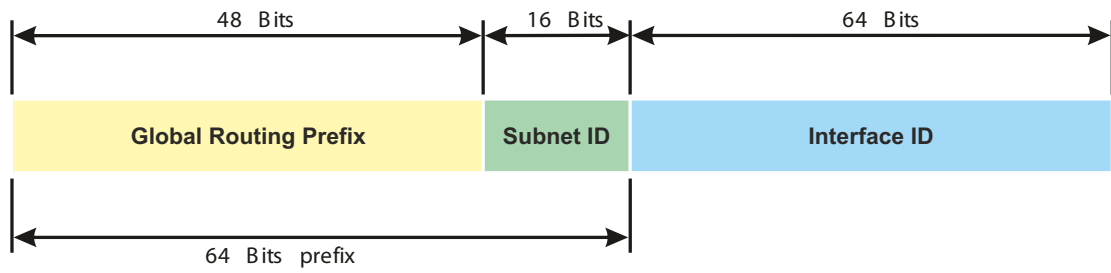 48 Bits 16 Bits 64 Bits
Global Routing Prefix Subnet ID Interface ID
64 Bits prefix